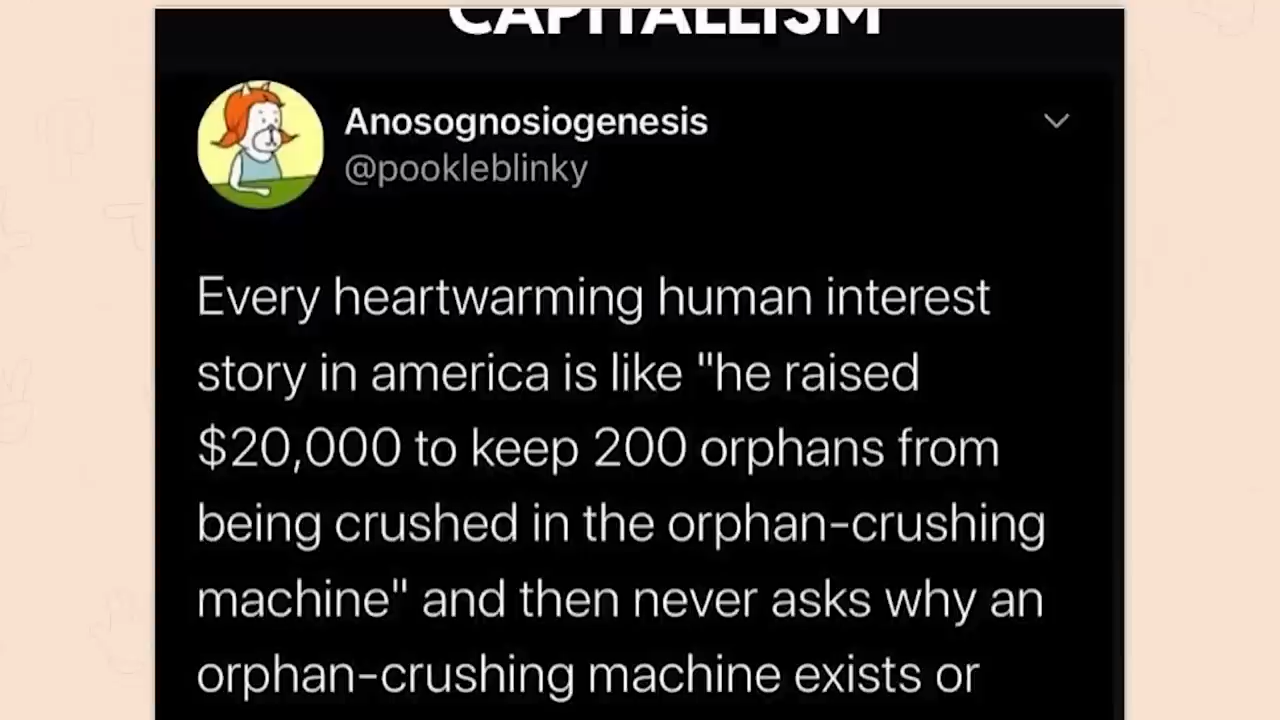 CAPITALLISM
Anosognosiogenesis
@pookleblinky
Every heartwarming human interest
story in america is like "he raised
$20,000 to keep 200 orphans from
being crushed in the orphan-crushing
machine" and then never asks why an
orphan-crushing machine exists or